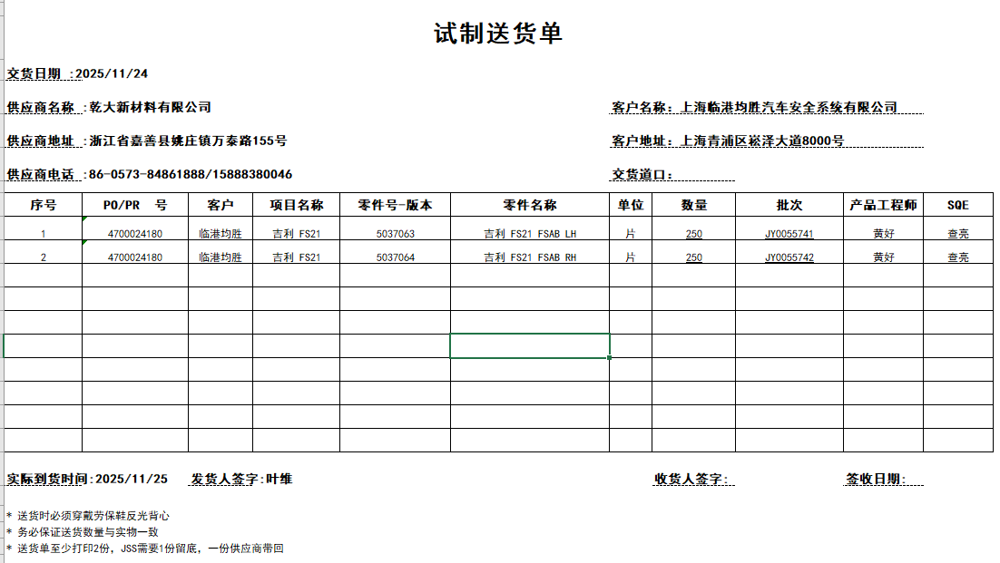 试制送货单
交货日期 :2025/11/24
供应商名称 :乾大新材料有限公司 客户名称：上海临港均胜汽车安全系统有限公司
供应商地址 :浙江省嘉善县姚庄镇万泰路155号 客户地址：上海青浦区崧泽大道8000号
供应商电话 :86-0573-84861888/15888380046 交货道口：
序号 PO/PR 号 客户 项目名称 零件号-版本 零件名称 单位 数量 批次 产品工程师 SQE
1 4700024180 临港均胜 吉利 FS21 5037063 吉利 FS21 FSAB LH 片 250 JY0055741 黄好 查亮
2 4700024180 临港均胜 吉利 FS21 5037064 吉利 FS21 FSAB RH 片 250 JY0055742 黄好 查亮
实际到货时间:2025/11/25 发货人签字:叶维 收货人签字: 签收日期:
* 送货时必须穿戴劳保鞋反光背心
* 务必保证送货数量与实物一致
* 送货单至少打印2份，JSS需要1份留底，一份供应商带回